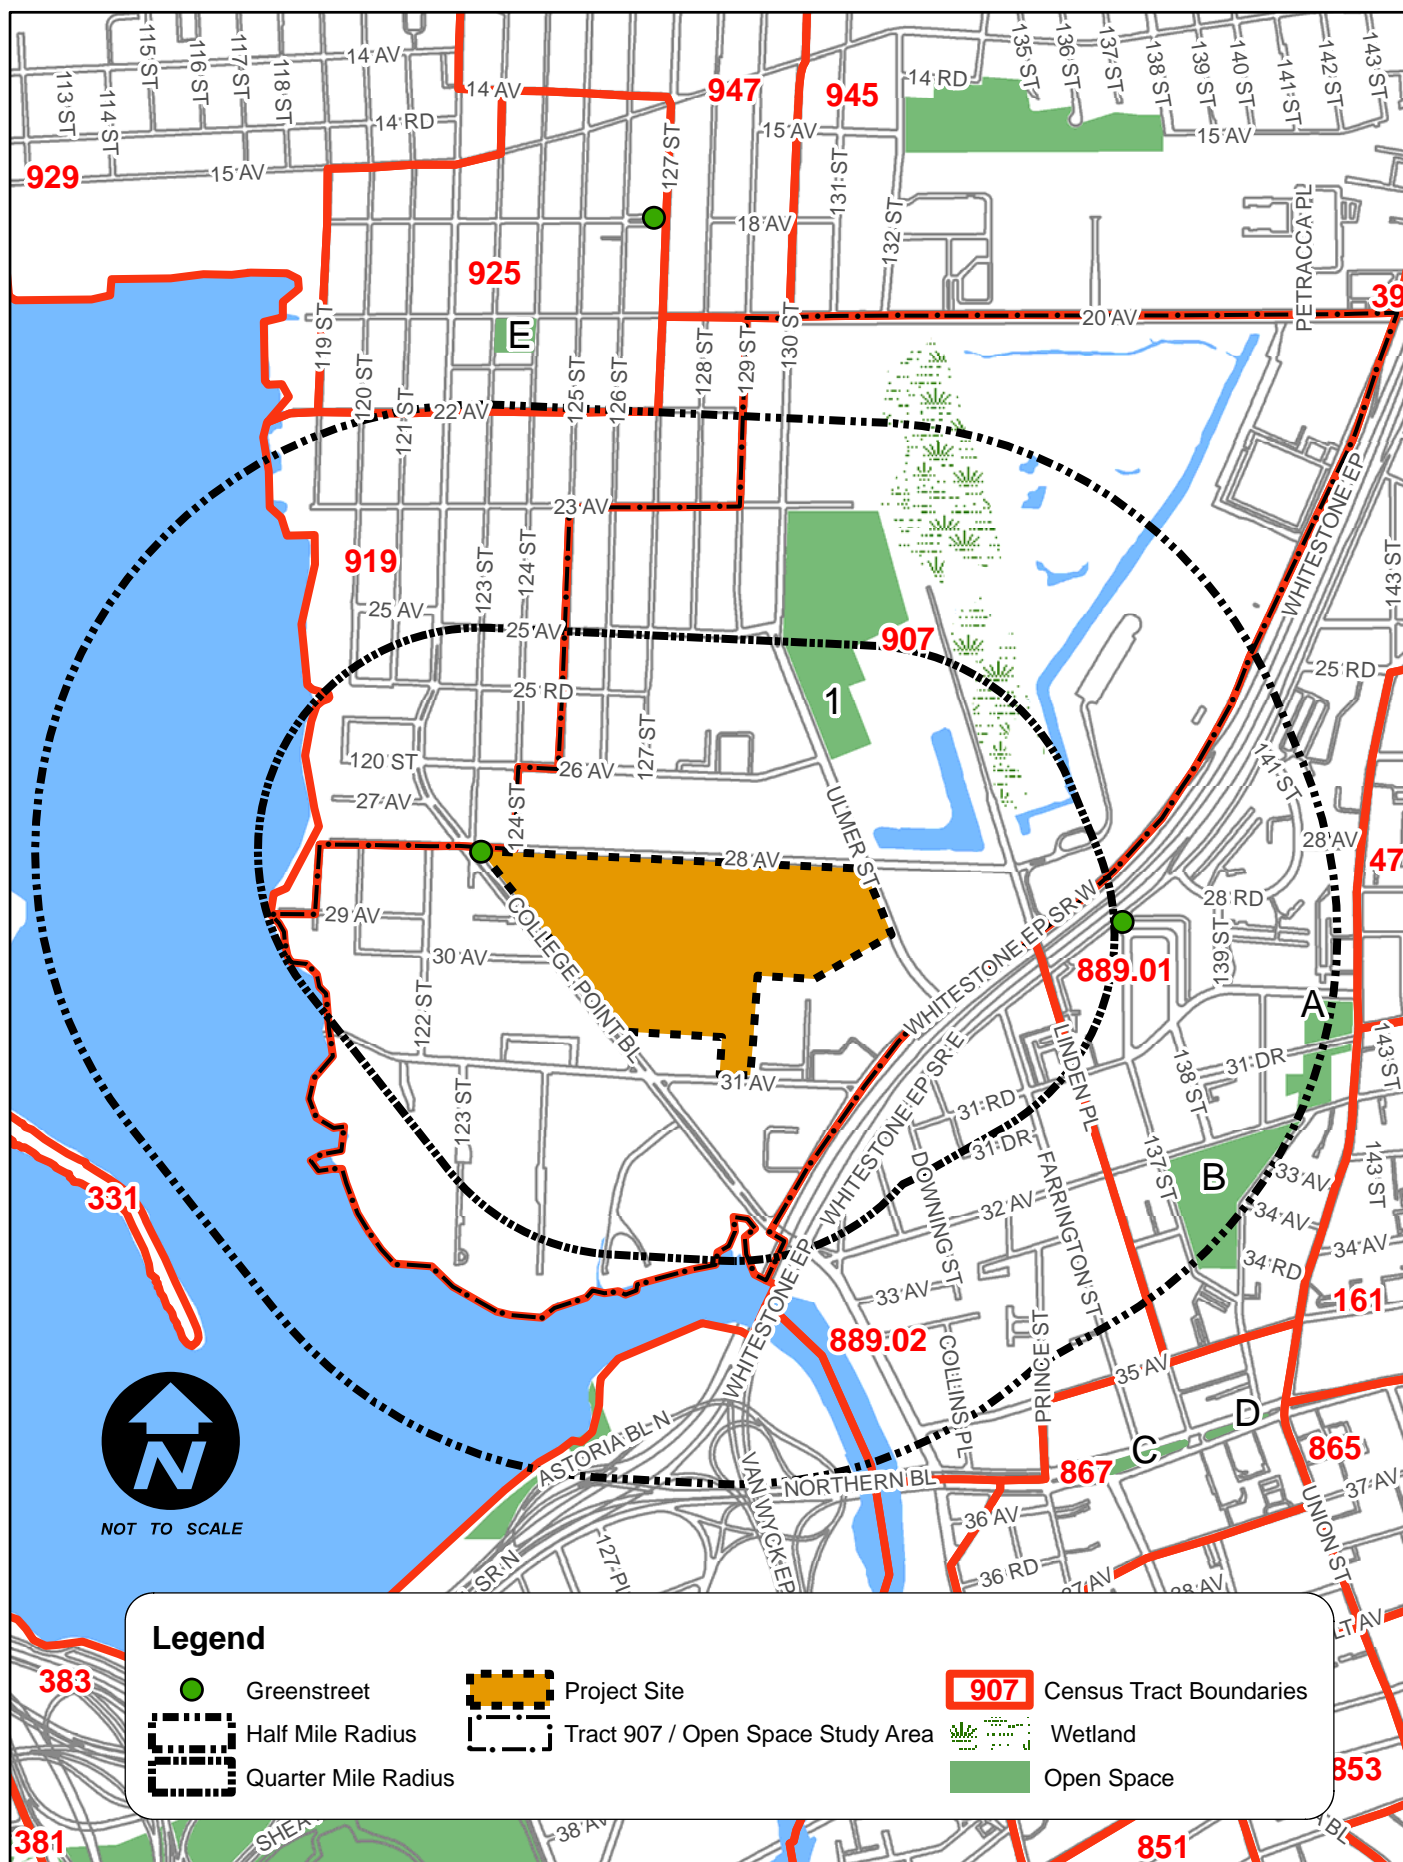 115 ST
116 ST
117 ST
118 ST
113 ST
114 ST
14 AV
14 AV
14 RD
15 AV
929
947
945
127 ST
15 AV
131 ST
132 ST
14 RD
135 ST
136 ST
137 ST
138 ST
139 ST
140 ST
141 ST
142 ST
143 ST
15 AV
18 AV
925
PETRACCA PL
39
20 AV
E
119 ST
120 ST
121 ST
22 AV
125 ST
126 ST
128 ST
129 ST
130 ST
23 AV
919
123 ST
124 ST
25 AV
25 AV
907
WHITESTONE EP
143 ST
25 RD
25 RD
1
127 ST
120 ST
26 AV
27 AV
124 ST
28 AV
ULMER ST
141 ST
28 AV
47
28 RD
139 ST
29 AV
30 AV
122 ST
COLLEGE POINT BL
WHITESTONE EP SR W
889.01
A
LINDEN PL
31 DR
138 ST
143 ST
31 AV
WHITESTONE EP SR E
31 RD
31 DR
123 ST
DOWNING ST
FARRINGTON ST
32 AV
137 ST
B
33 AV
143 ST
34 AV
34 AV
34 RD
331
33 AV
161
WHITESTONE EP
889.02
COLLINS PL
PRINCE ST
35 AV
D
C
865
867
ASTORIA BL N
VAN WYCK EP
NORTHERN BL
37 AV
UNION ST
36 AV
36 RD
37 AV
38 AV
SR N
127 PL
N
NOT TO SCALE
Legend
Greenstreet
Half Mile Radius
Quarter Mile Radius
Project Site
Tract 907 / Open Space Study Area
907 Census Tract Boundaries
Wetland
Open Space
LT AV
383
853
381
SHEA
38 AV
851
A BL